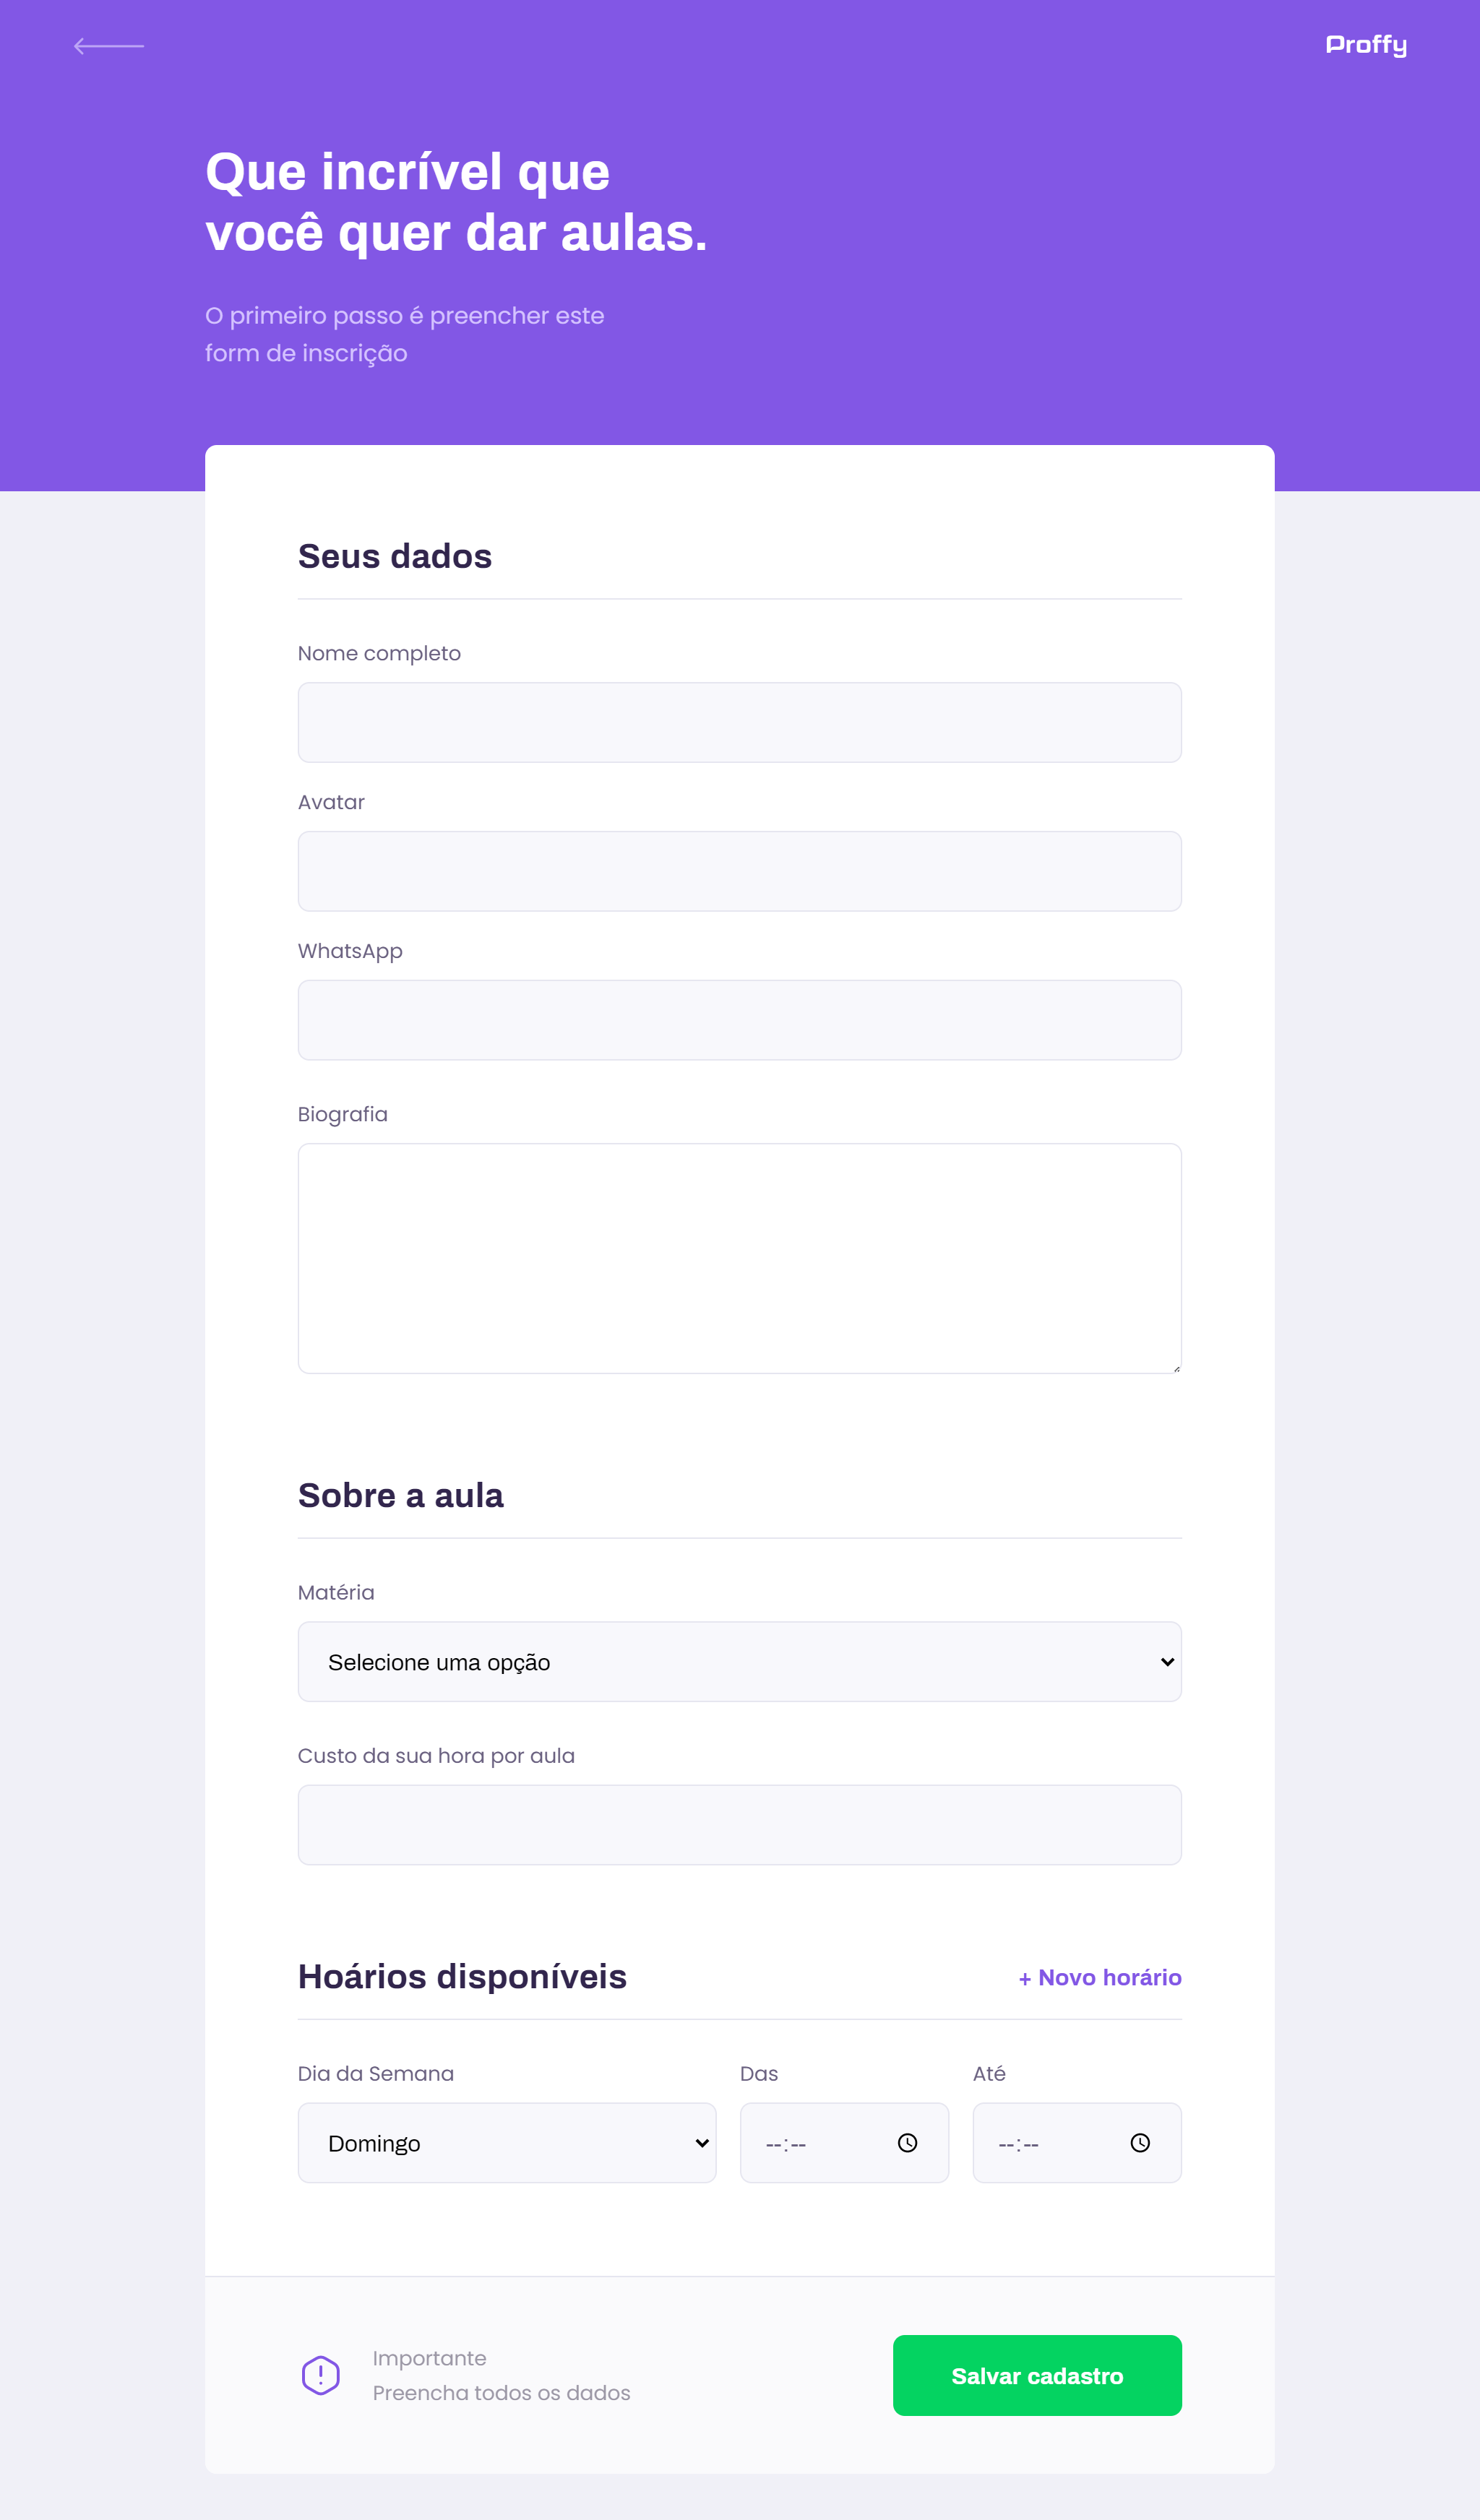 Proffy
Que incrível que
você quer dar aulas.
O primeiro passo é preencher este
form de inscrição
Seus dados
Nome completo
Avatar
WhatsApp
Biografia
Sobre a aula
Matéria
Selecione uma opção
Custo da sua hora por aula
Hoários disponíveis
+ Novo horário
Dia da Semana
Das
Até
Domingo
--:--
--:--
Importante
Preencha todos os dados
Salvar cadastro